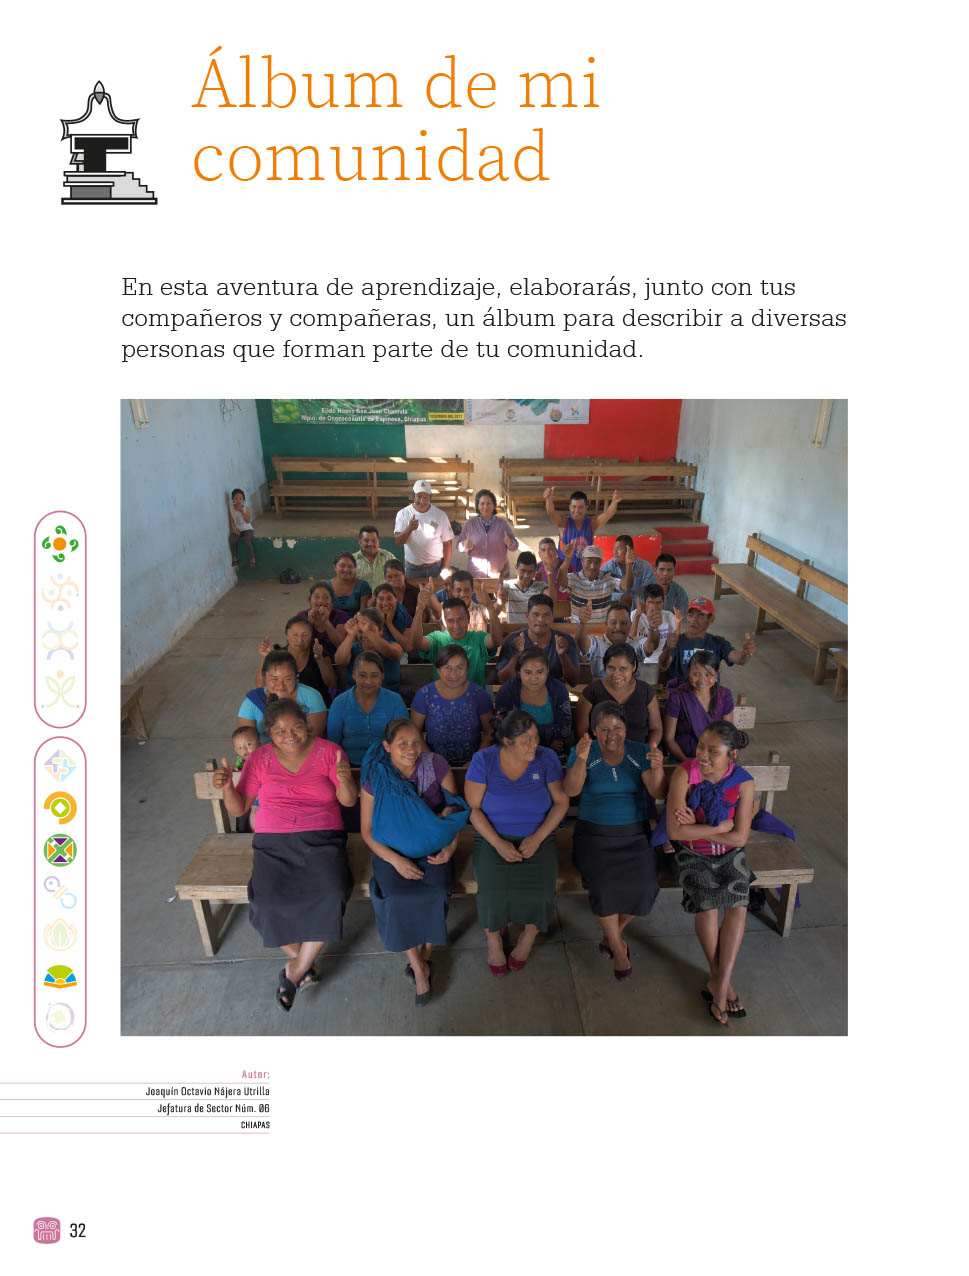 Álbum de mi
comunidad
En esta aventura de aprendizaje, elaborarás, junto con tus
compañeros y compañeras, un álbum para describir a diversas
personas que forman parte de tu comunidad.
Ejido Nuevo San Juan Chamula
Mpio. de Ocozocoautla de Espinosa, Chiapas
Autor:
Joaquín Octavio Nájera Utrilla
Jefatura de Sector Núm. 06
CHIAPAS
32